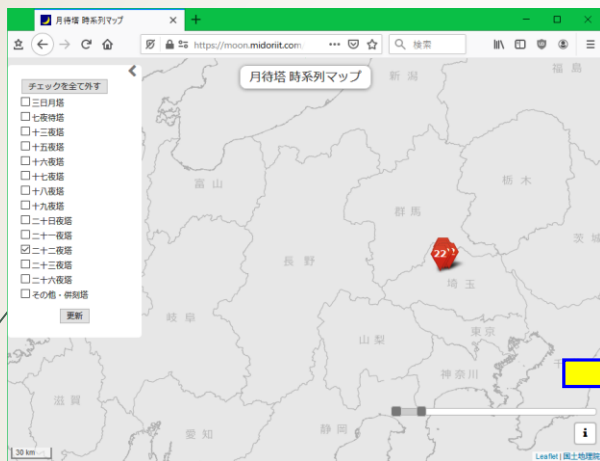 月待塔 時系列マップ
https://moon.midoriit.com
検索
チェックを全て外す
三日月塔
七夜待塔
十三夜塔
十五夜塔
十六夜塔
十七夜塔
十八夜塔
十九夜塔
二十日夜塔
二十一夜塔
二十二夜塔
二十三夜塔
二十六夜塔
その他・併刻塔
更新
月待塔 時系列マップ
新潟
福島
富山
栃木
群馬
茨城
長野
22
埼玉
岐阜
東京
山梨
神奈川
千
滋賀
愛知
静岡
30 km
i
Leaflet | 国土地理院